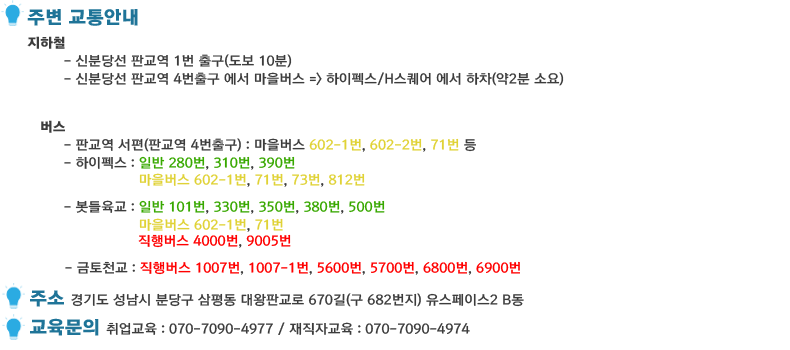 주변 교통안내
지하철
- 신분당선 판교역 1번 출구(도보 10분)
- 신분당선 판교역 4번출구 에서 마을버스 => 하이펙스/H스퀘어 에서 하차(약2분 소요)
버스
- 판교역 서편(판교역 4번출구) : 마을버스 602-1번, 602-2번, 71번 등
- 하이펙스 : 일반 280번, 310번, 390번
마을버스 602-1번, 71번, 73번, 812번
- 봇들육교 : 일반 101번, 330번, 350번, 380번, 500번
마을버스 602-1번, 71번
직행버스 4000번, 9005번
- 금토천교 : 직행버스 1007번, 1007-1번, 5600번, 5700번, 6800번, 6900번
주소 경기도 성남시 분당구 삼평동 대왕판교로 670길(구 682번지) 유스페이스2 B동
교육문의 취업교육 : 070-7090-4977 / 재직자교육 : 070-7090-4974